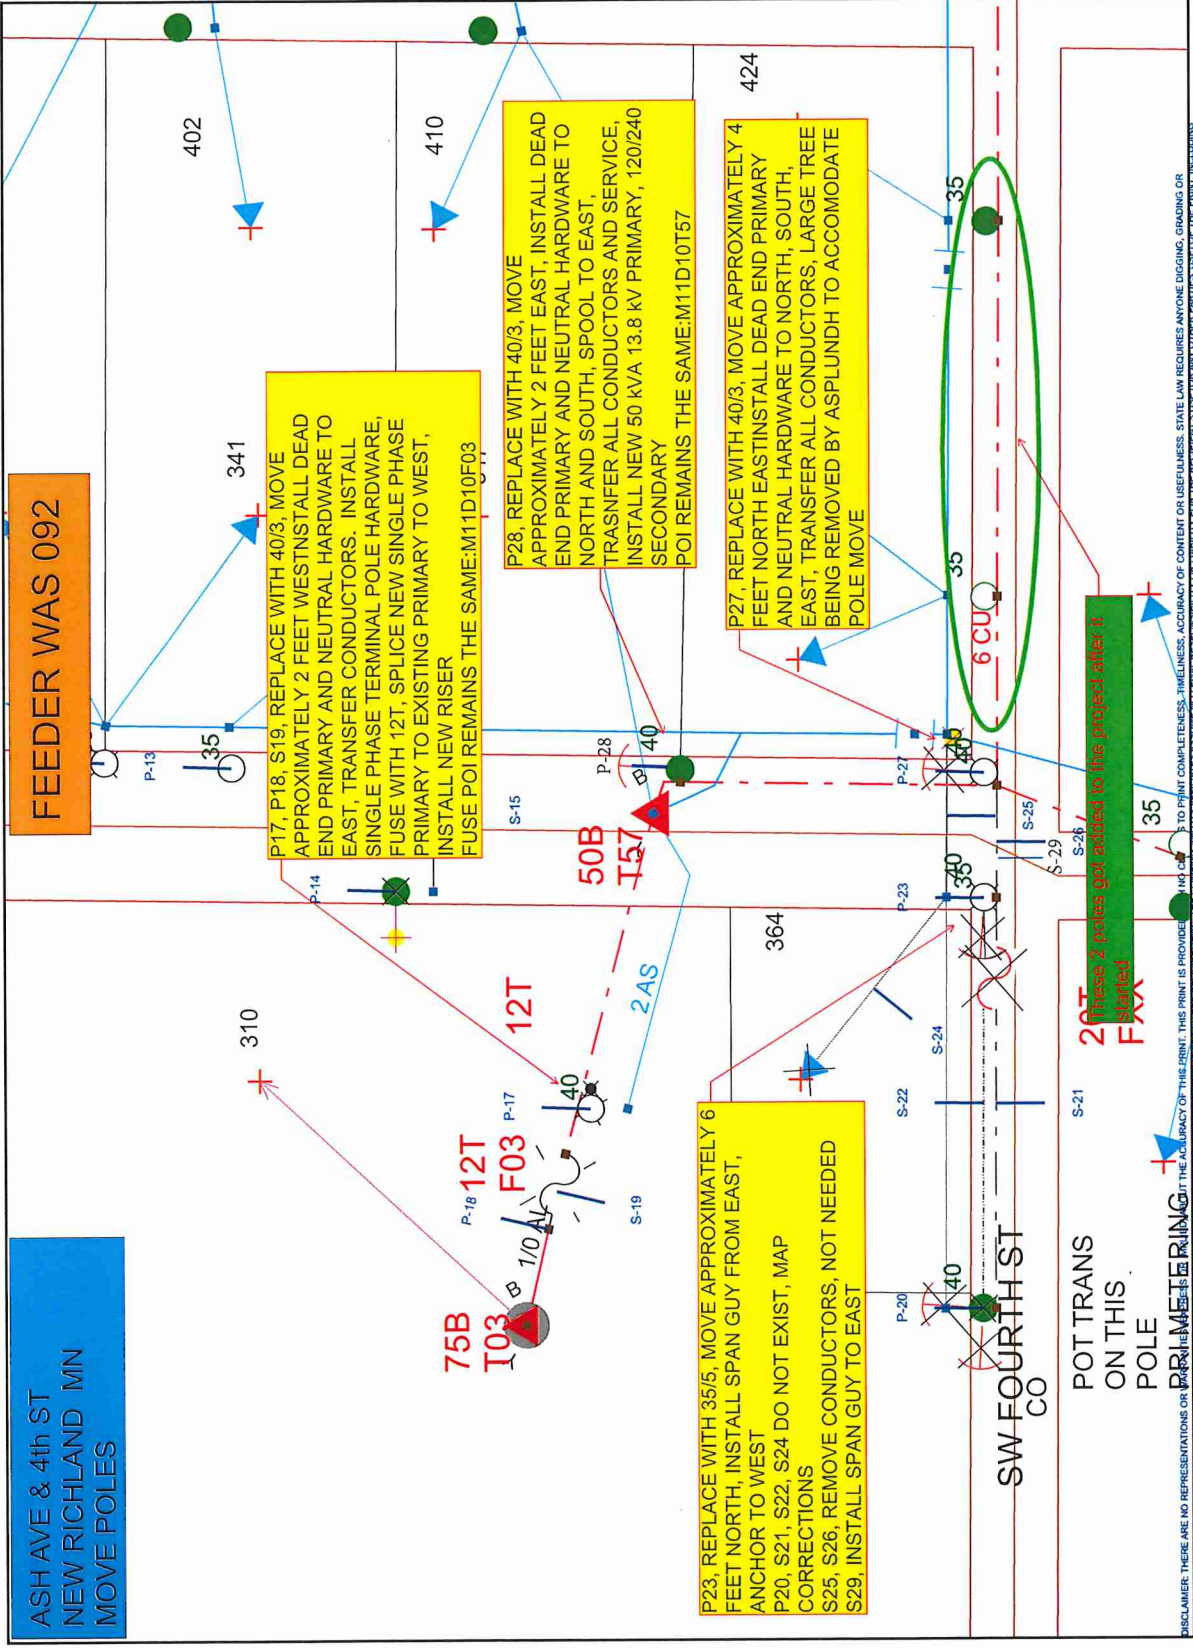 ASH AVE & 4th ST
NEW RICHLAND MN
MOVE POLES
FEEDER WAS 092
P17, P18, S19, REPLACE WITH 40/3, MOVE
APPROXIMATELY 2 FEET WESTINSTALL DEAD
END PRIMARY AND NEUTRAL HARDWARE TO
EAST, TRANSFER CONDUCTORS. INSTALL
SINGLE PHASE TERMINAL POLE HARDWARE,
FUSE WITH 12T, SPLICE NEW SINGLE PHASE
PRIMARY TO EXISTING PRIMARY TO WEST,
INSTALL NEW RISER
FUSE POI REMAINS THE SAME:M11D10F03
P28, REPLACE WITH 40/3, MOVE
APPROXIMATELY 2 FEET EAST, INSTALL DEAD
END PRIMARY AND NEUTRAL HARDWARE TO
NORTH AND SOUTH, SPOOL TO EAST,
TRASNFER ALL CONDUCTORS AND SERVICE,
INSTALL NEW 50 kVA 13.8 kV PRIMARY, 120/240
SECONDARY
POI REMAINS THE SAME:M11D10T57
P27, REPLACE WITH 40/3, MOVE APPROXIMATELY 4
FEET NORTH EASTINSTALL DEAD END PRIMARY
AND NEUTRAL HARDWARE TO NORTH, SOUTH,
EAST, TRANSFER ALL CONDUCTORS, LARGE TREE
BEING REMOVED BY ASPLUNDH TO ACCOMODATE
POLE MOVE
P23, REPLACE WITH 35/5, MOVE APPROXIMATELY 6
FEET NORTH, INSTALL SPAN GUY FROM EAST,
ANCHOR TO WEST
P20, S21, S22, S24 DO NOT EXIST, MAP
CORRECTIONS
S25, S26, REMOVE CONDUCTORS, NOT NEEDED
S29, INSTALL SPAN GUY TO EAST
These 2 poles got added to the project after it
started
402
410
424
341
310
364
P-13
35
S-15
P-14
P-28
40
B
50B
T57
2 AS
12T
P-17
40
12T
F03
P-18
S-19
1/0 AL
B
75B
T03
35
35
6 CU
P-27
40
S-25
S-26
S-29
35
P-23
40
35
S-24
S-22
S-21
P-20
40
SW FOURTH ST
CO
POT TRANS
ON THIS
POLE
PRI METERING